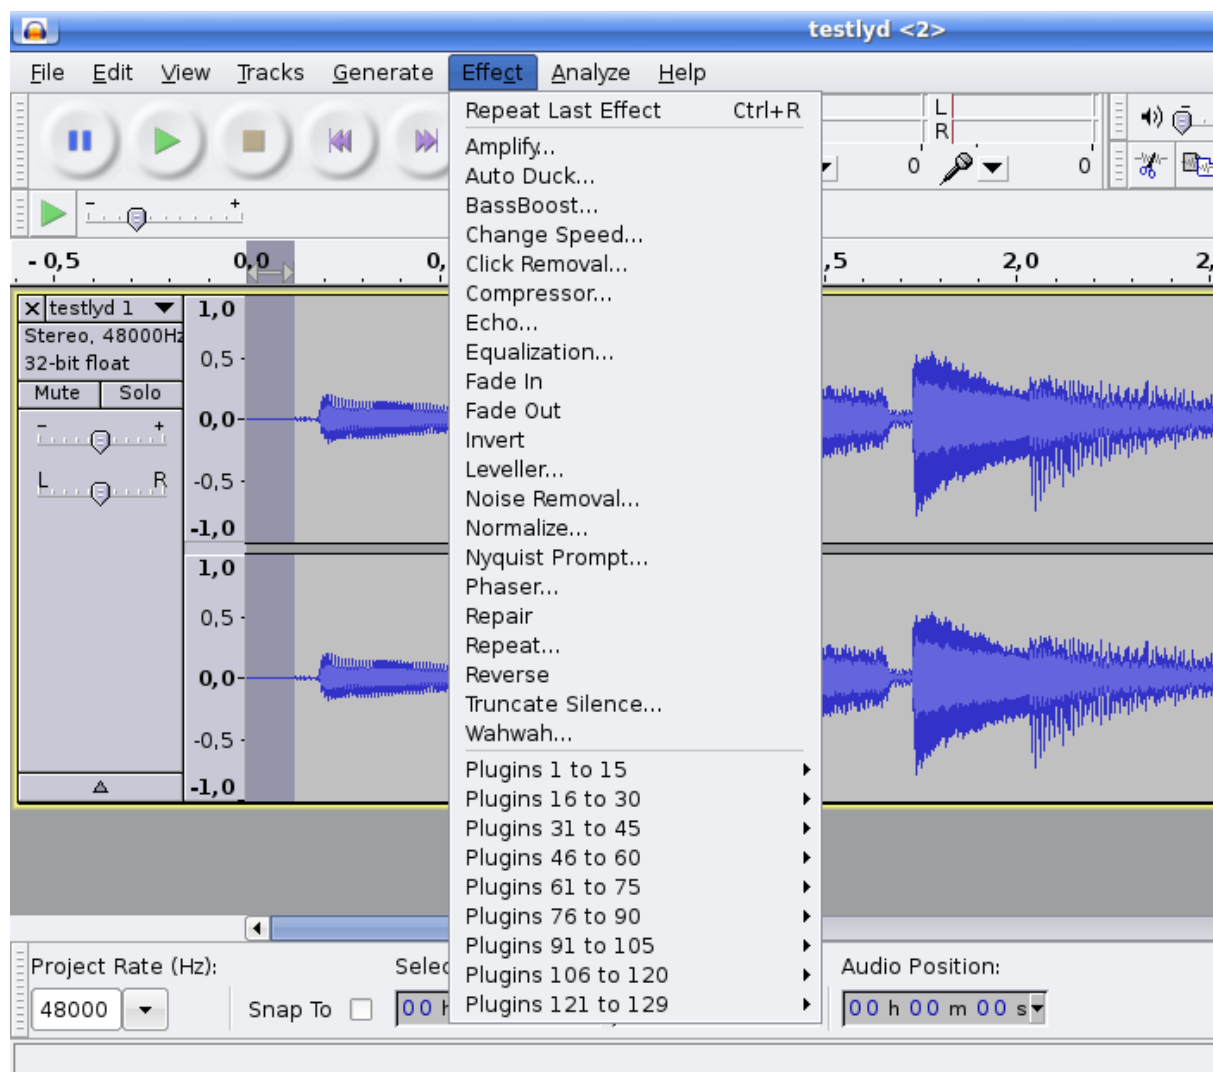 testlyd <2>
File Edit View Tracks Generate Effect Analyze Help
Repeat Last Effect Ctrl+R
L
R
0 0
Amplify...
Auto Duck...
BassBoost...
- +
Change Speed...
Click Removal...
- 0,5 0,0 0, ,5 2,0 2,
Compressor...
Echo...
Equalization...
Fade In
Fade Out
Invert
Leveller...
Noise Removal...
Normalize...
Nyquist Prompt...
Phaser...
Repair
Repeat...
Reverse
Truncate Silence...
Wahwah...
Plugins 1 to 15
Plugins 16 to 30
Plugins 31 to 45
Plugins 46 to 60
Plugins 61 to 75
Plugins 76 to 90
Plugins 91 to 105
Plugins 106 to 120
Plugins 121 to 129
X testlyd 1
Stereo, 48000Hz
32-bit float
Mute Solo
- +
L R
1,0
0,5
0,0
-0,5
-1,0
1,0
0,5
0,0
-0,5
-1,0
Project Rate (Hz):
48000
Snap To
Audio Position:
00 h 00 m 00 s